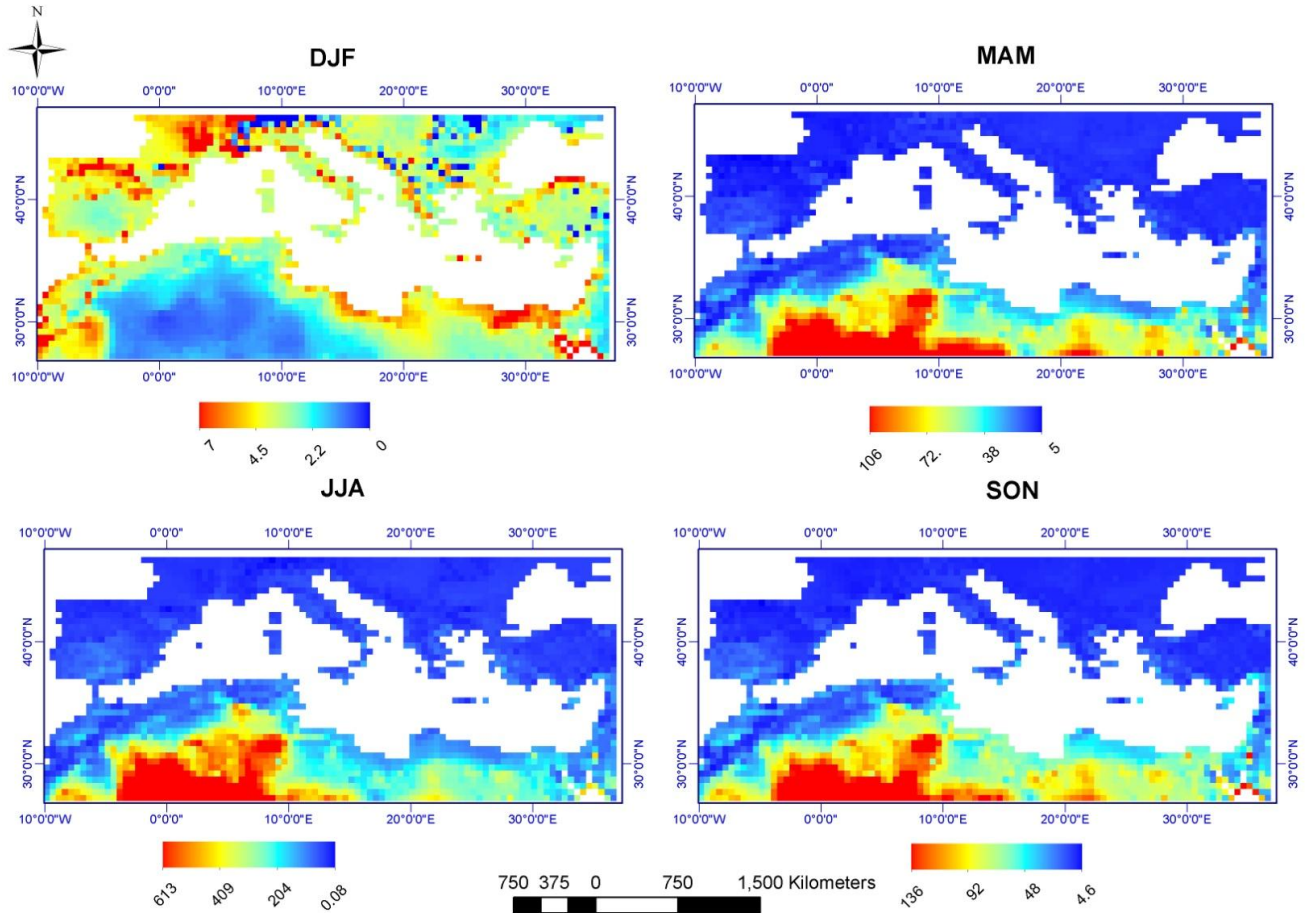 N
DJF
MAM
10°0'0"W 0°0'0" 10°0'0"E 20°0'0"E 30°0'0"E
10°0'0"W 0°0'0" 10°0'0"E 20°0'0"E 30°0'0"E
40°0'0"N 40°0'0"N 40°0'0"N 40°0'0"N
30°0'0"N 30°0'0"N 30°0'0"N 30°0'0"N
10°0'0"W 0°0'0" 10°0'0"E 20°0'0"E 30°0'0"E
10°0'0"W 0°0'0" 10°0'0"E 20°0'0"E 30°0'0"E
7 4.5 2.2 0
106 72. 38 5
JJA
SON
10°0'0"W 0°0'0" 10°0'0"E 20°0'0"E 30°0'0"E
10°0'0"W 0°0'0" 10°0'0"E 20°0'0"E 30°0'0"E
40°0'0"N 40°0'0"N 40°0'0"N 40°0'0"N
30°0'0"N 30°0'0"N 30°0'0"N 30°0'0"N
10°0'0"W 0°0'0" 10°0'0"E 20°0'0"E 30°0'0"E
10°0'0"W 0°0'0" 10°0'0"E 20°0'0"E 30°0'0"E
613 409 204 0.08
750 375 0 750 1,500 Kilometers
136 92 48 4.6